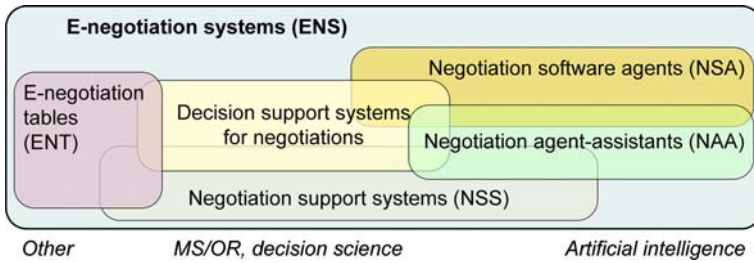 E-negotiation systems (ENS)
Negotiation software agents (NSA)
E-negotiation
tables
(ENT)
Decision support systems
for negotiations
Negotiation agent-assistants (NAA)
Negotiation support systems (NSS)
Other
MS/OR, decision science
Artificial intelligence